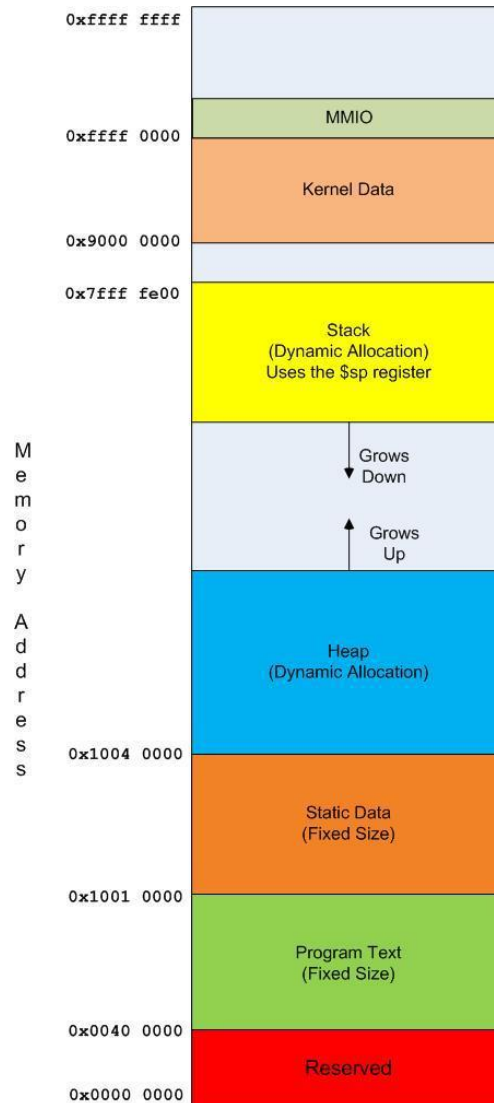 0xffff ffff
MMIO
0xffff 0000
Kernel Data
0x9000 0000
0x7fff fe00
Stack
(Dynamic Allocation)
Uses the $sp register
Grows
Down
Grows
Up
Memory Address
Heap
(Dynamic Allocation)
0x1004 0000
Static Data
(Fixed Size)
0x1001 0000
Program Text
(Fixed Size)
0x0040 0000
Reserved
0x0000 0000